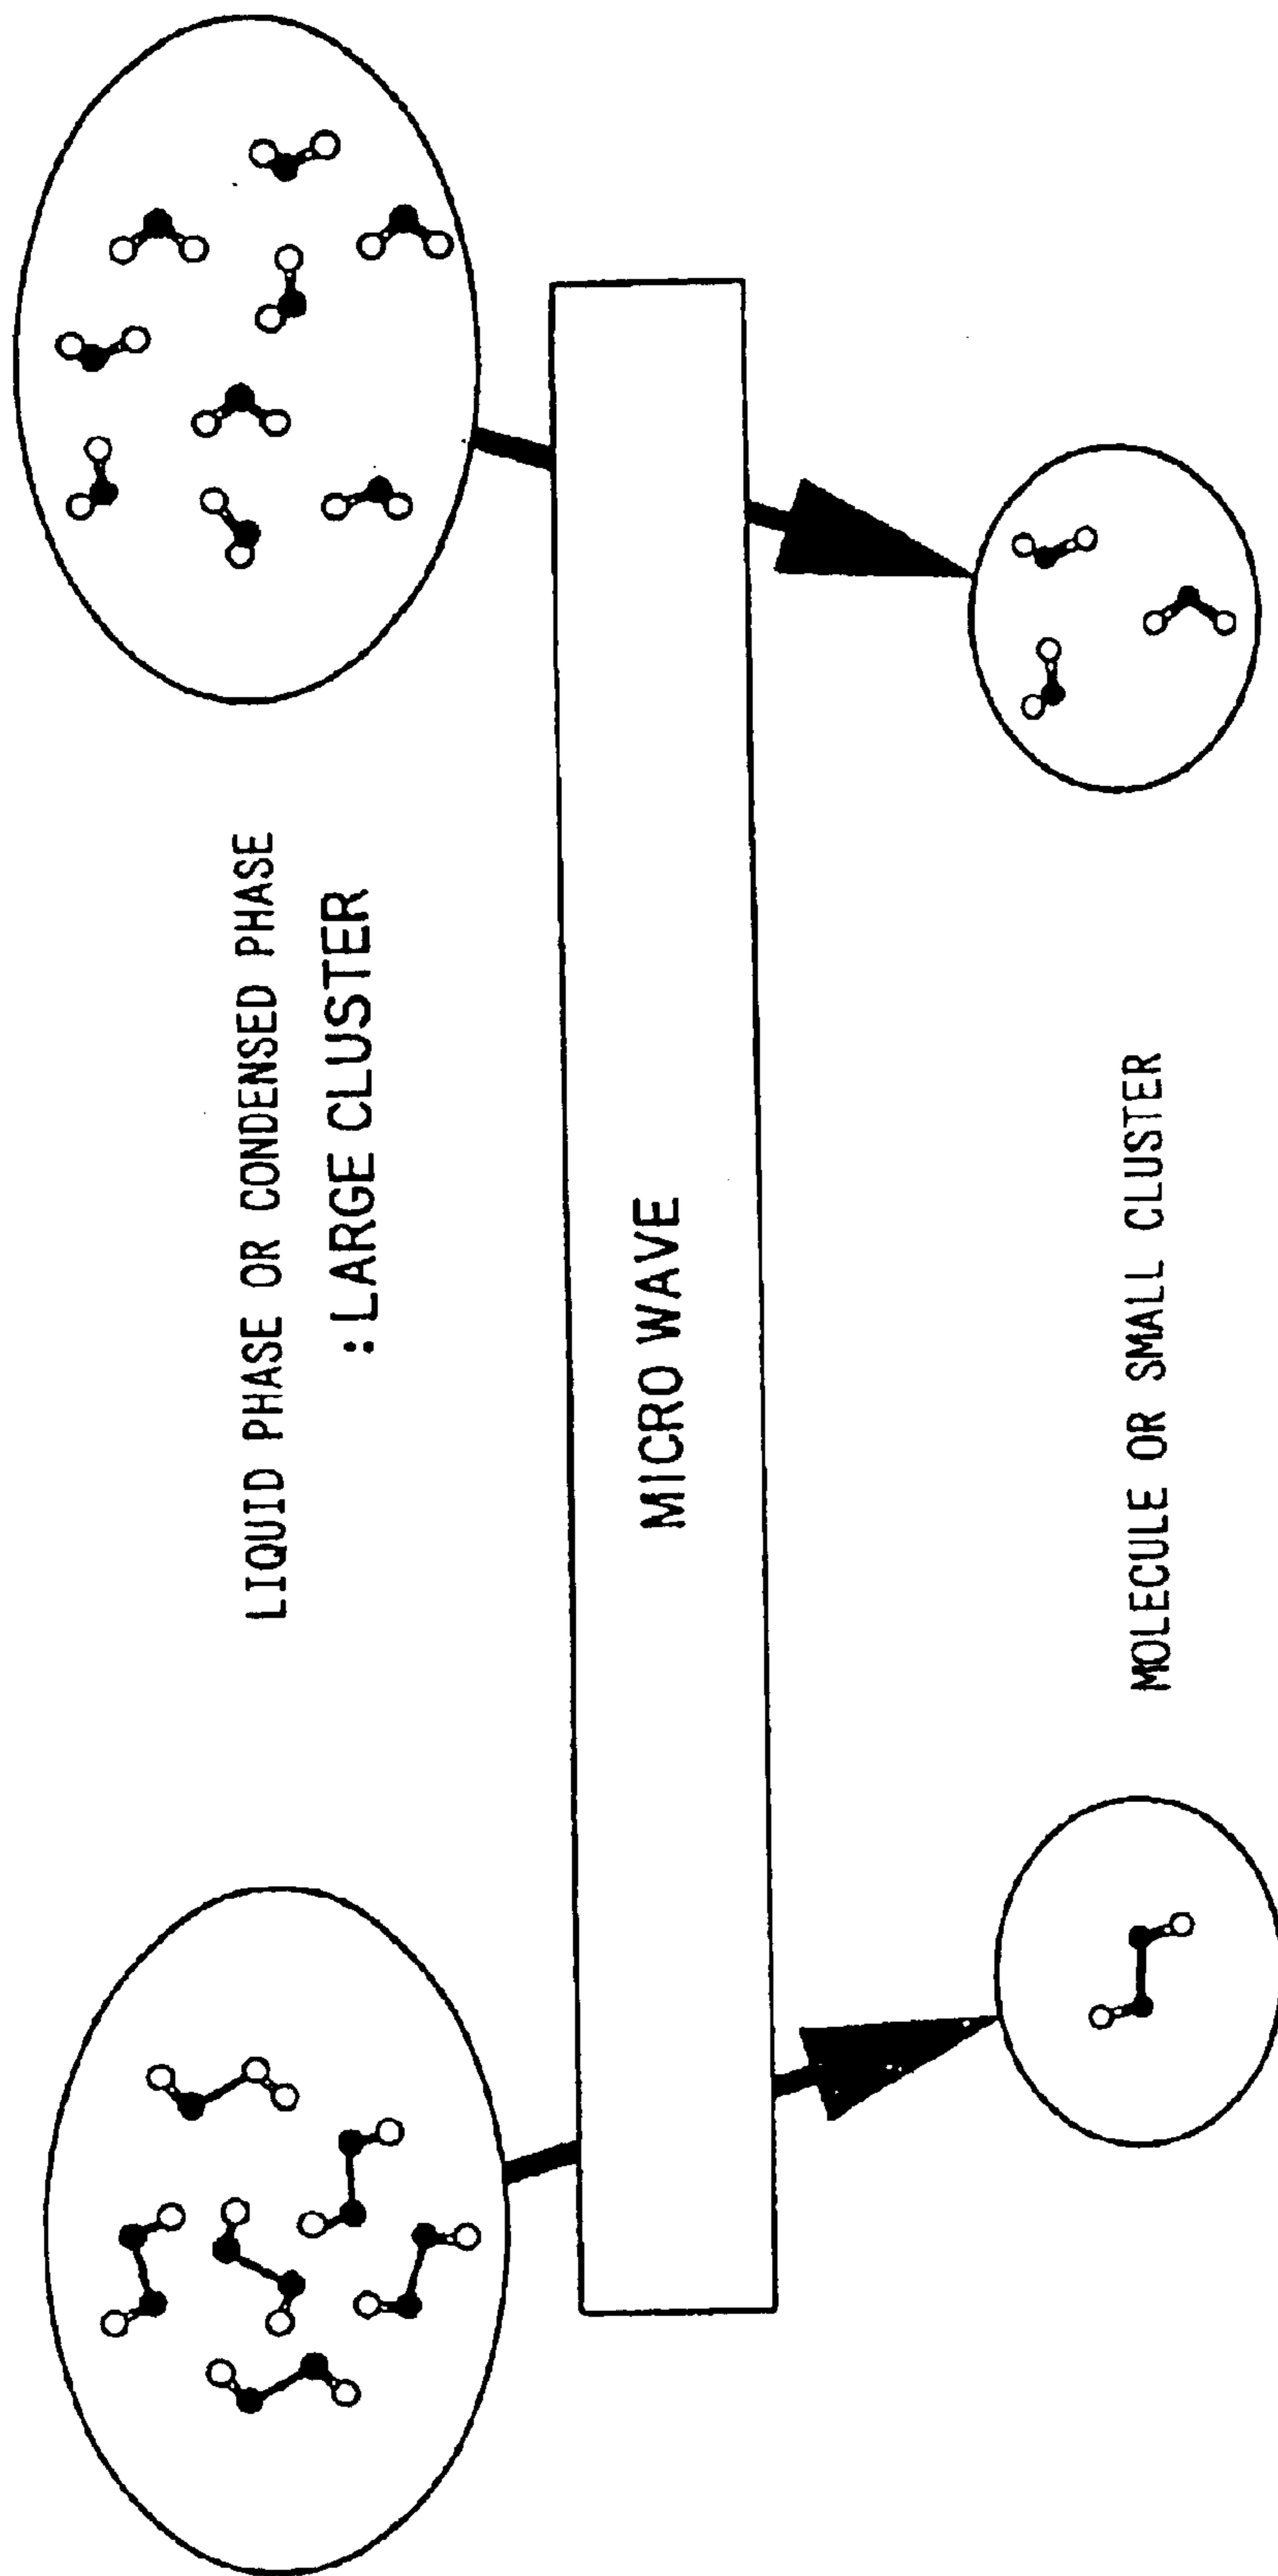 LIQUID PHASE OR CONDENSED PHASE
: LARGE CLUSTER
MICRO WAVE
MOLECULE OR SMALL CLUSTER